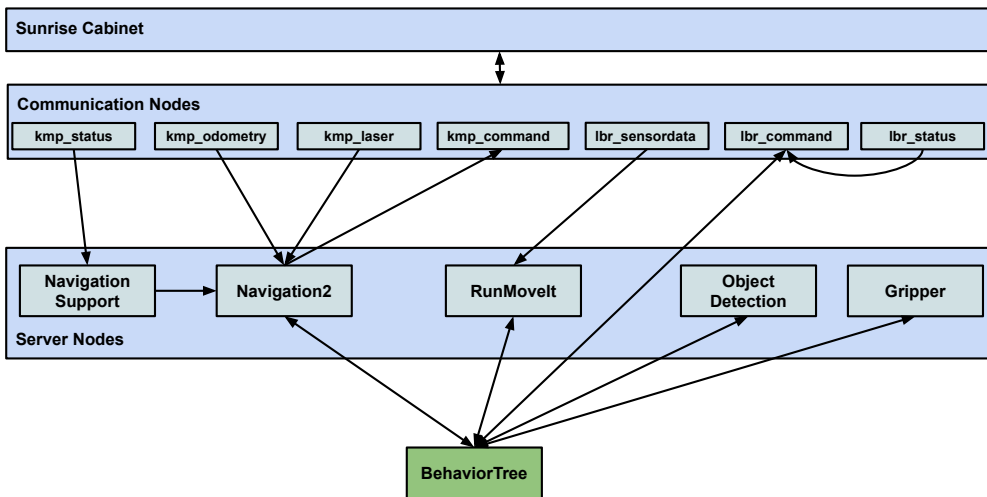 Sunrise Cabinet
Communication Nodes
kmp_status
kmp_odometry
kmp_laser
kmp_command
lbr_sensordata
lbr_command
lbr_status
Navigation
Support
Navigation2
RunMoveIt
Object
Detection
Gripper
Server Nodes
BehaviorTree